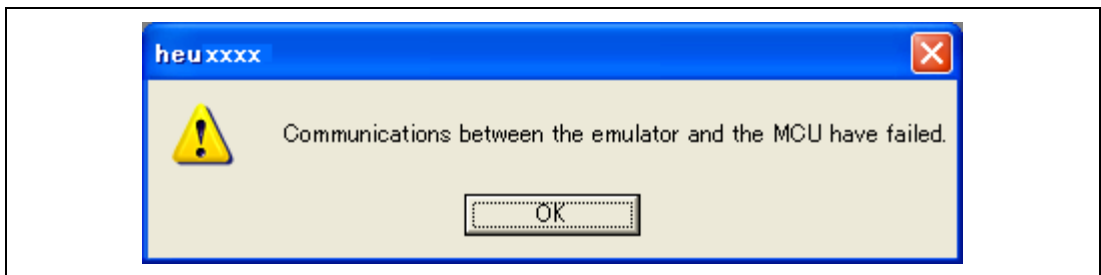 heuxxxx
Communications between the emulator and the MCU have failed.
OK